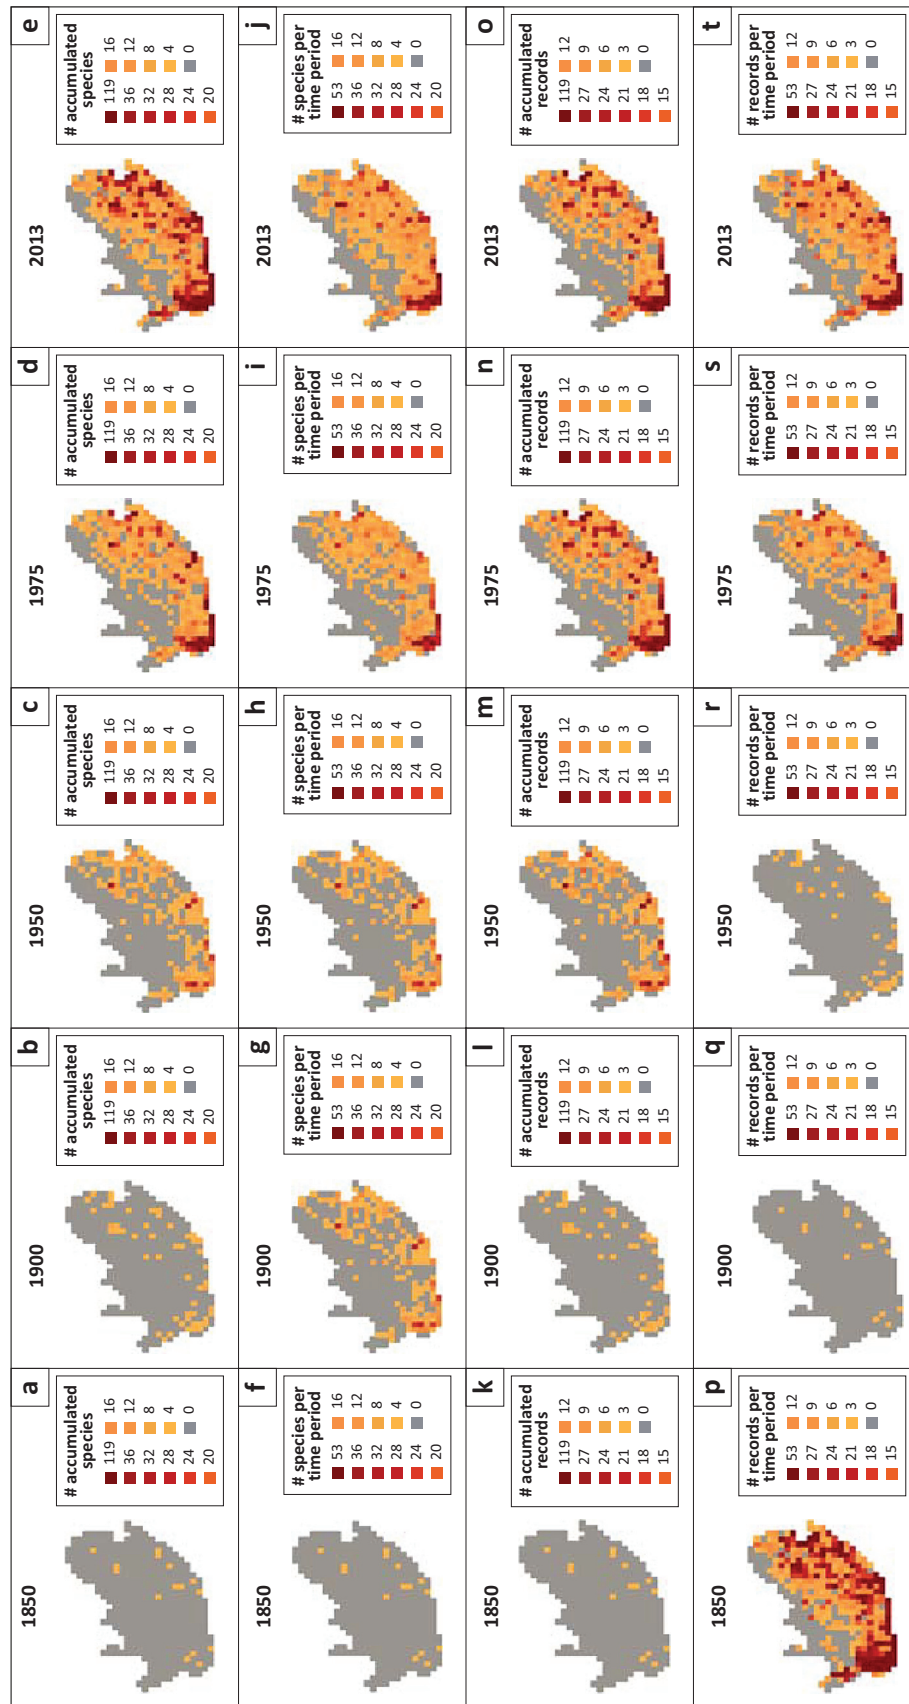 a
1850
# accumulated
species
119 16
36 12
32 8
28 4
24 0
20
b
1900
# accumulated
species
119 16
36 12
32 8
28 4
24 0
20
c
1950
# accumulated
species
119 16
36 12
32 8
28 4
24 0
20
d
1975
# accumulated
species
119 16
36 12
32 8
28 4
24 0
20
e
2013
# accumulated
species
119 16
36 12
32 8
28 4
24 0
20
f
1850
# species per
time period
53 16
36 12
32 8
28 4
24 0
20
g
1900
# species per
time period
53 16
36 12
32 8
28 4
24 0
20
h
1950
# species per
time period
53 16
36 12
32 8
28 4
24 0
20
i
1975
# species per
time period
53 16
36 12
32 8
28 4
24 0
20
j
2013
# species per
time period
53 16
36 12
32 8
28 4
24 0
20
k
1850
# accumulated
records
119 12
27 9
24 6
21 3
18 0
15
l
1900
# accumulated
records
119 12
27 9
24 6
21 3
18 0
15
m
1950
# accumulated
records
119 12
27 9
24 6
21 3
18 0
15
n
1975
# accumulated
records
119 12
27 9
24 6
21 3
18 0
15
o
2013
# accumulated
records
119 12
27 9
24 6
21 3
18 0
15
p
1850
# records per
time period
53 12
27 9
24 6
21 3
18 0
15
q
1900
# records per
time period
53 12
27 9
24 6
21 3
18 0
15
r
1950
# records per
time period
53 12
27 9
24 6
21 3
18 0
15
s
1975
# records per
time period
53 12
27 9
24 6
21 3
18 0
15
t
2013
# records per
time period
53 12
27 9
24 6
21 3
18 0
15